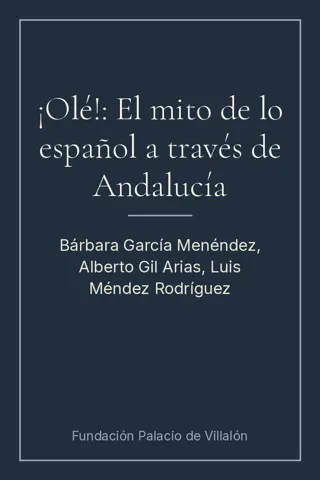 ¡Olé!: El mito de lo
español a través de
Andalucía
Bárbara García Menéndez,
Alberto Gil Arias, Luis
Méndez Rodríguez
Fundación Palacio de Villalón